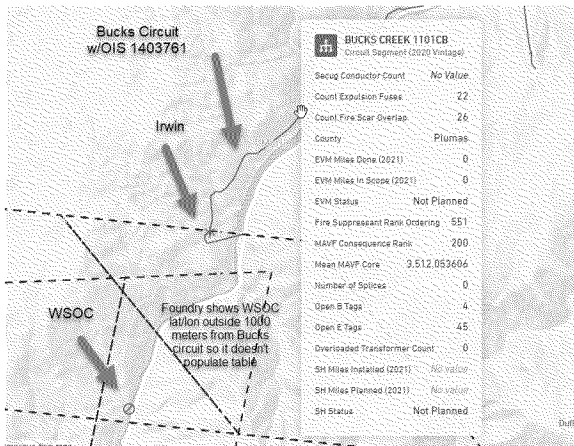 Bucks Circuit
w/OIS 1403761
Irwin
WSOC
Foundry shows WSOC
lat/lon outside 1000
meters from Bucks
circuit so it doesn't
populate table
BUCKS CREEK 1101CB
Circuit Segment (2020 Vintage)
Secug Conductor Count No Value
Count Expulsion Fuses 22
Count Fire Scar Overlap 26
County Plumas
EVM Miles Done (2021) 0
EVM Miles In Scope (2021) 0
EVM Status Not Planned
Fire Suppressant Rank Ordering 551
MAVF Consequence Rank 200
Mean MAVF Core 3,512.053606
Number of Splices 0
Open B Tags 4
Open E Tags 45
Overloaded Transformer Count 0
SH Miles Installed (2021) No value
SH Miles Planned (2021) No value
SH Status Not Planned